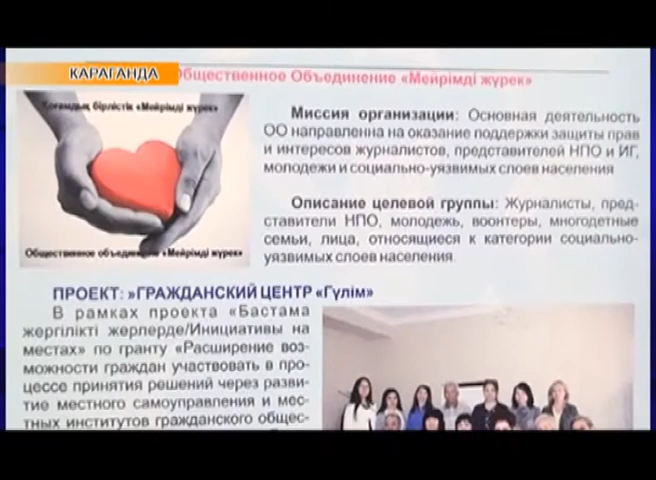 КАРАГАНДА
Общественное Объединение «Мейрімді жүрек»
Қоғамдық бірлістік «Мейрімді жүрек»
Общественное объединение «Мейрімді жүрек»
Миссия организации: Основная деятельность
ОО направленна на оказание поддержки защиты прав
и интересов журналистов, представителей НПО и ИГ,
молодежи и социально-уязвимых слоев населения
Описание целевой группы: Журналисты, пред-
ставители НПО, молодежь, воонтеры, многодетные
семьи, лица, относящиеся к категории социально-
уязвимых слоев населения.
ПРОЕКТ: »ГРАЖДАНСКИЙ ЦЕНТР «Гүлім»
В рамках проекта «Бастама
жергілікті жерлерде/Инициативы на
местах» по гранту «Расширение воз-
можности граждан участвовать в про-
цессе принятия решений через разви-
тие местного самоуправления и мес-
тных институтов гражданского общес-